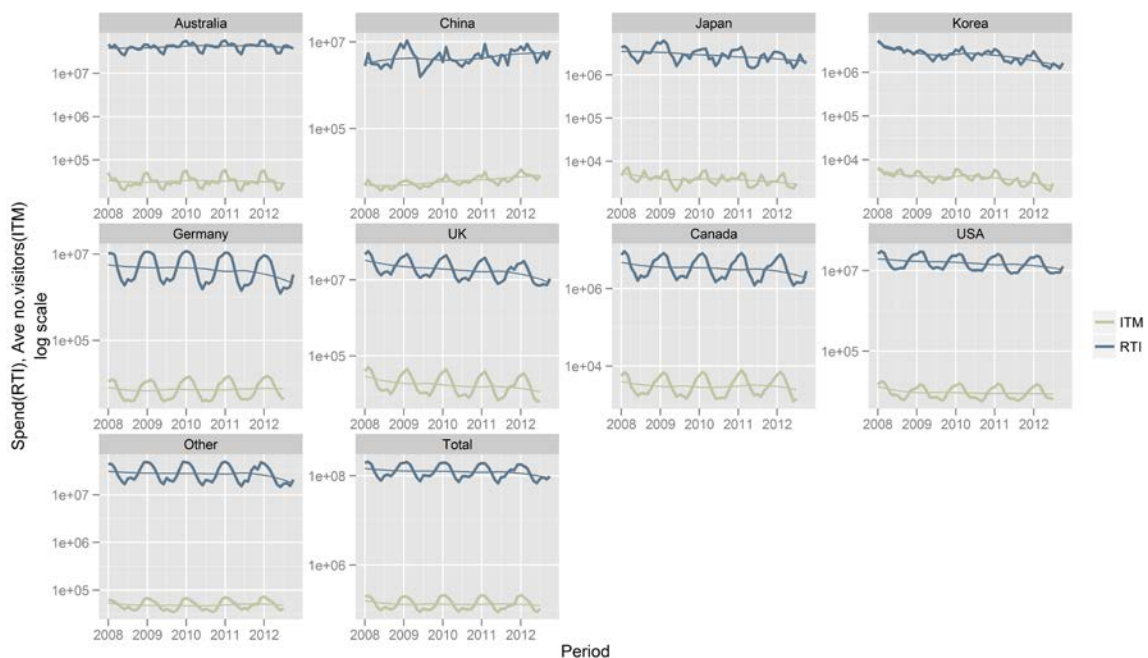 Australia China Japan Korea
1e+07 1e+07 1e+06 1e+06
1e+06
1e+05 1e+05 1e+04 1e+04
2008 2009 2010 2011 2012 2008 2009 2010 2011 2012 2008 2009 2010 2011 2012 2008 2009 2010 2011 2012
Germany UK Canada USA
1e+07 1e+07 1e+06 1e+07
1e+05 1e+05 1e+04 1e+05
2008 2009 2010 2011 2012 2008 2009 2010 2011 2012 2008 2009 2010 2011 2012 2008 2009 2010 2011 2012
Other Total
1e+07 1e+08
1e+06 1e+06
1e+05
2008 2009 2010 2011 2012 2008 2009 2010 2011 2012
Spend(RTI), Ave no.visitors(ITM)
log scale
Period
ITM
RTI